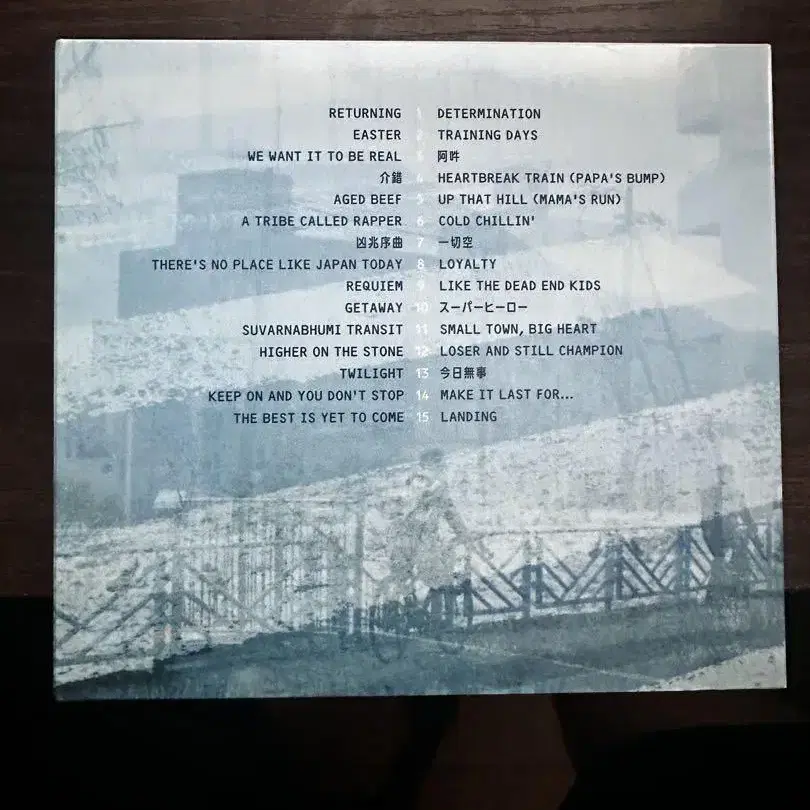 RETURNING 1 DETERMINATION
EASTER 2 TRAINING DAYS
WE WANT IT TO BE REAL 3 阿吽
介錯 4 HEARTBREAK TRAIN (PAPA'S BUMP)
AGED BEEF 5 UP THAT HILL (MAMA'S RUN)
A TRIBE CALLED RAPPER 6 COLD CHILLIN'
凶兆序曲 7 一切空
THERE'S NO PLACE LIKE JAPAN TODAY 8 LOYALTY
REQUIEM 9 LIKE THE DEAD END KIDS
GETAWAY 10 スーパーヒーロー
SUVARNABHUMI TRANSIT 11 SMALL TOWN, BIG HEART
HIGHER ON THE STONE 12 LOSER AND STILL CHAMPION
TWILIGHT 13 今日無事
KEEP ON AND YOU DON'T STOP 14 MAKE IT LAST FOR...
THE BEST IS YET TO COME 15 LANDING